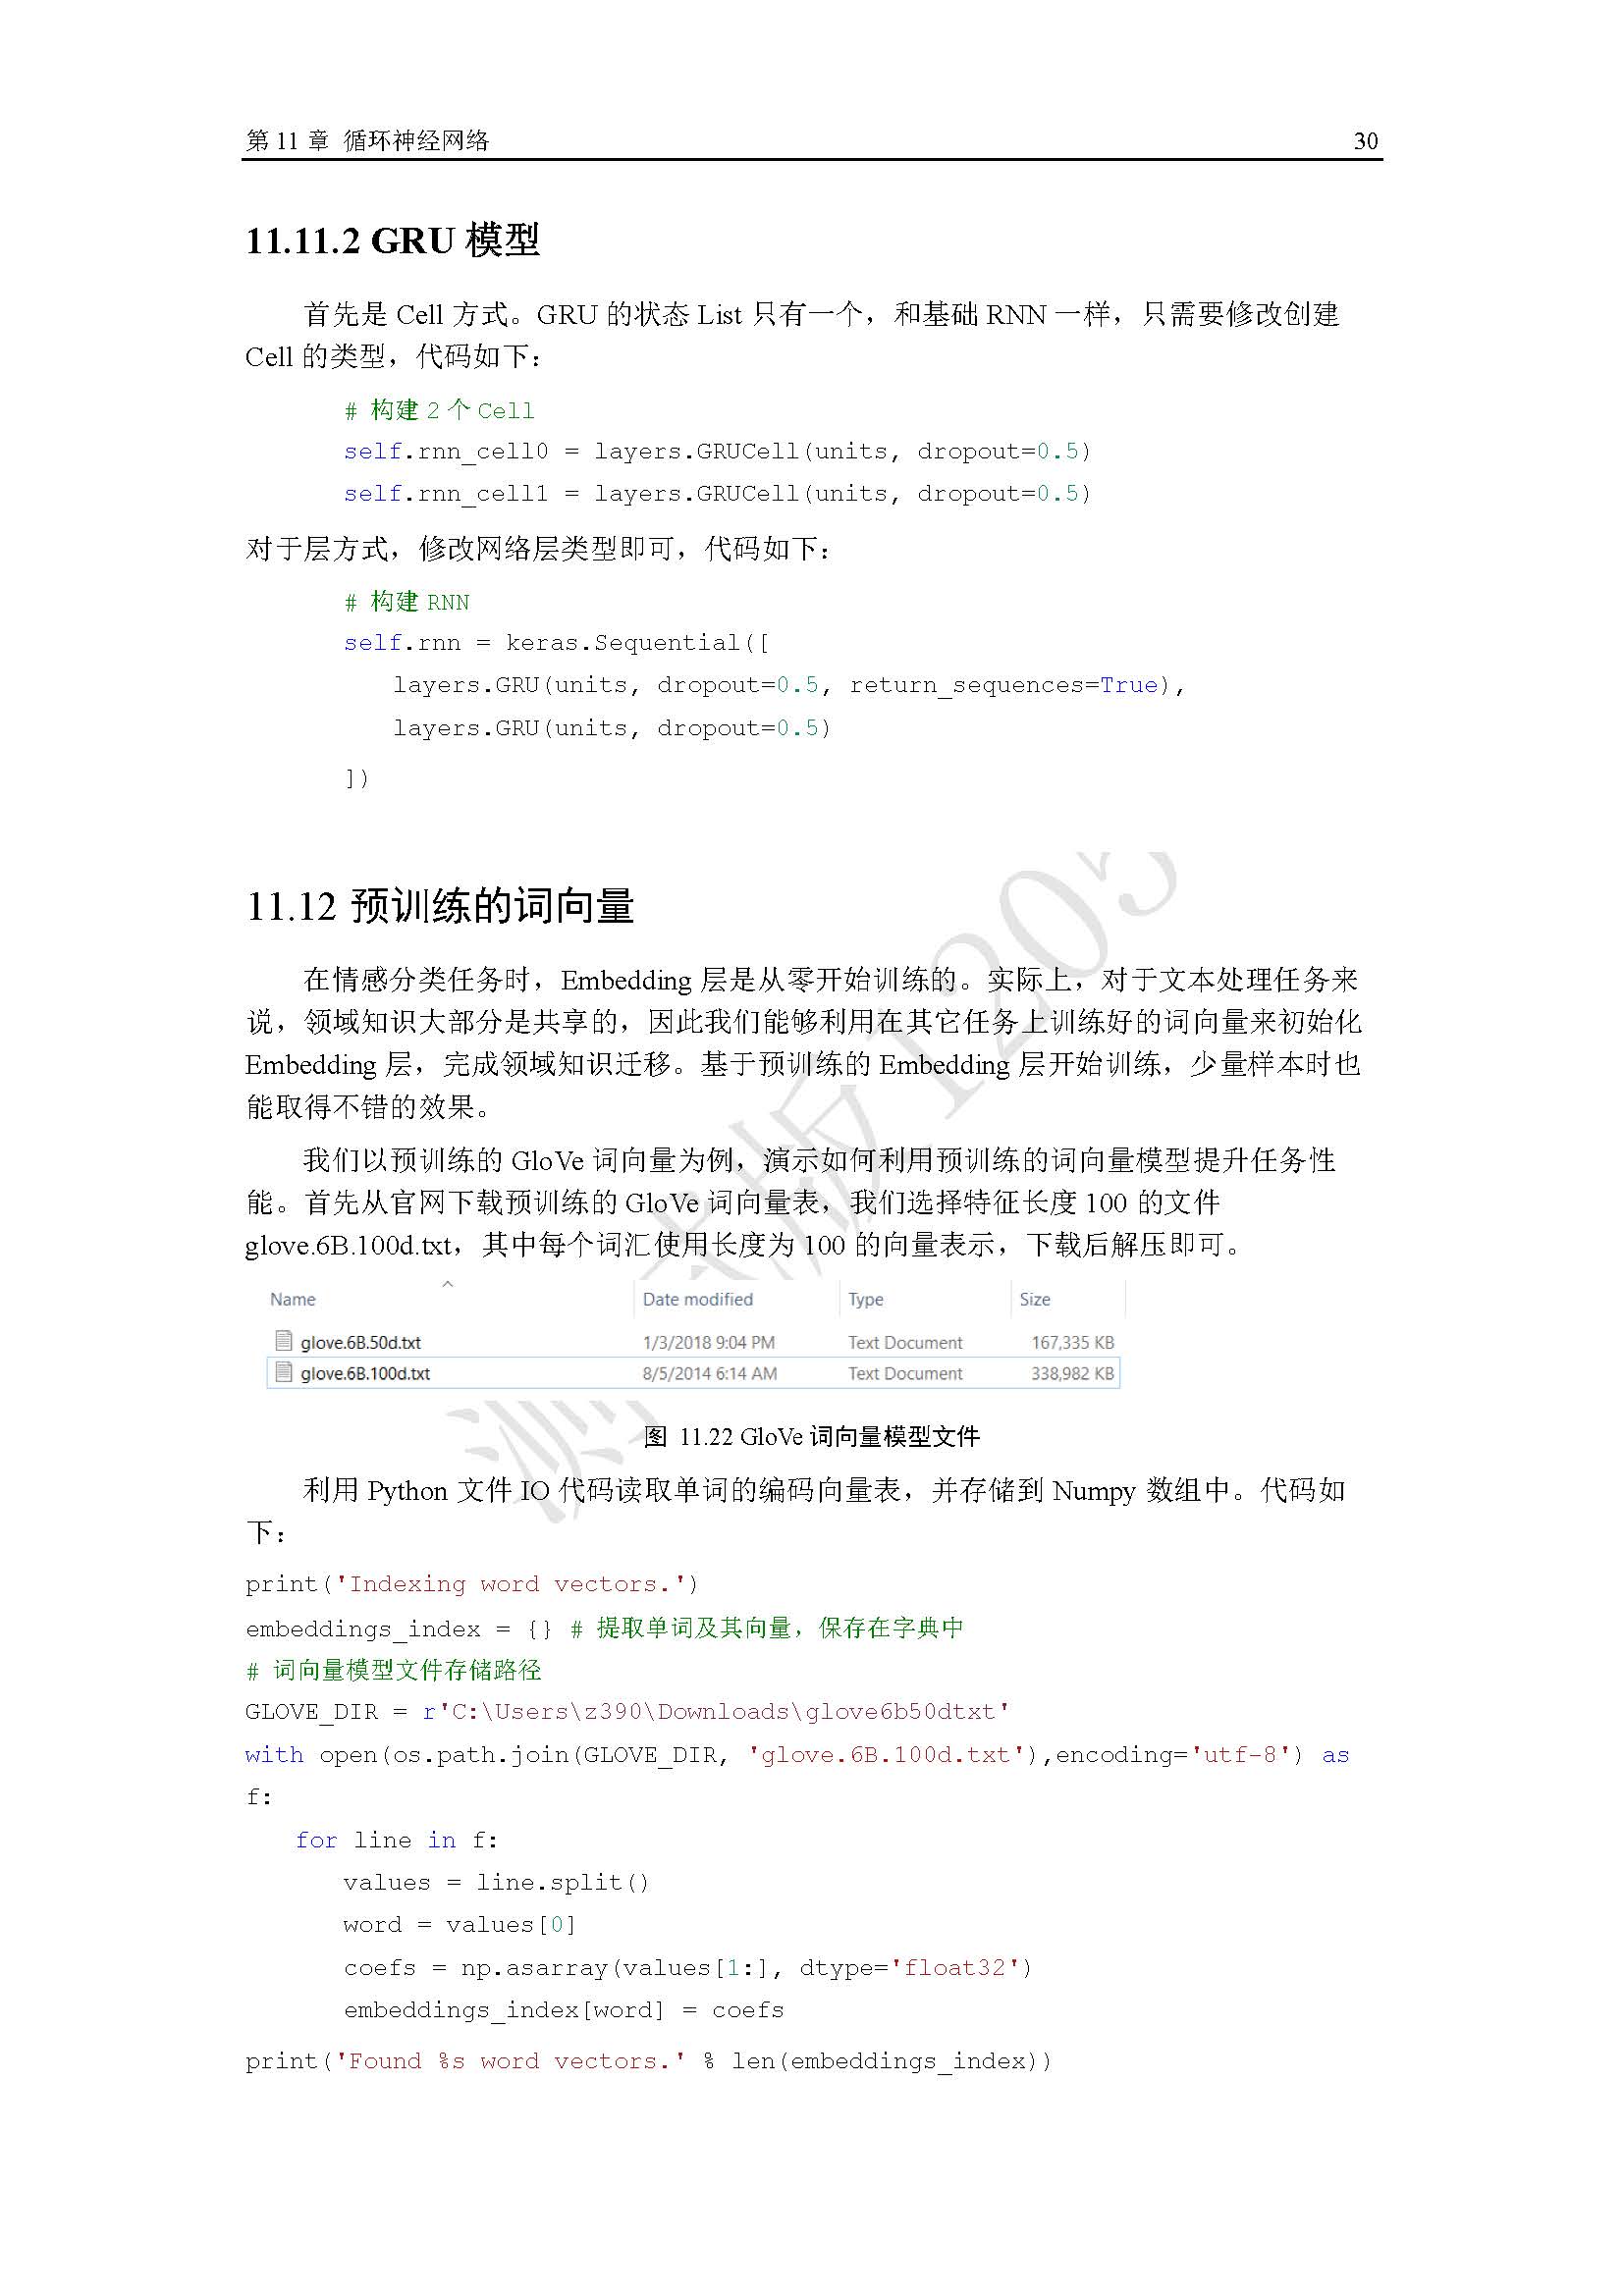 第 11 章 循环神经网络 30
11.11.2 GRU 模型
首先是 Cell 方式。GRU 的状态 List 只有一个，和基础 RNN 一样，只需要修改创建
Cell 的类型，代码如下：
# 构建 2 个 Cell
self.rnn_cell0 = layers.GRUCell(units, dropout=0.5)
self.rnn_cell1 = layers.GRUCell(units, dropout=0.5)
对于层方式，修改网络层类型即可，代码如下：
# 构建 RNN
self.rnn = keras.Sequential([
layers.GRU(units, dropout=0.5, return_sequences=True),
layers.GRU(units, dropout=0.5)
])
11.12 预训练的词向量
在情感分类任务时，Embedding 层是从零开始训练的。实际上，对于文本处理任务来
说，领域知识大部分是共享的，因此我们能够利用在其它任务上训练好的词向量来初始化
Embedding 层，完成领域知识迁移。基于预训练的 Embedding 层开始训练，少量样本时也
能取得不错的效果。
我们以预训练的 GloVe 词向量为例，演示如何利用预训练的词向量模型提升任务性
能。首先从官网下载预训练的 GloVe 词向量表，我们选择特征长度 100 的文件
glove.6B.100d.txt，其中每个词汇使用长度为 100 的向量表示，下载后解压即可。
Name Date modified Type Size
glove.6B.50d.txt 1/3/2018 9:04 PM Text Document 167,335 KB
glove.6B.100d.txt 8/5/2014 6:14 AM Text Document 338,982 KB
图 11.22 GloVe 词向量模型文件
利用 Python 文件 IO 代码读取单词的编码向量表，并存储到 Numpy 数组中。代码如
下：
print('Indexing word vectors.')
embeddings_index = {} # 提取单词及其向量，保存在字典中
# 词向量模型文件存储路径
GLOVE_DIR = r'C:\Users\z390\Downloads\glove6b50dtxt'
with open(os.path.join(GLOVE_DIR, 'glove.6B.100d.txt'),encoding='utf-8') as
f:
for line in f:
values = line.split()
word = values[0]
coefs = np.asarray(values[1:], dtype='float32')
embeddings_index[word] = coefs
print('Found %s word vectors.' % len(embeddings_index))